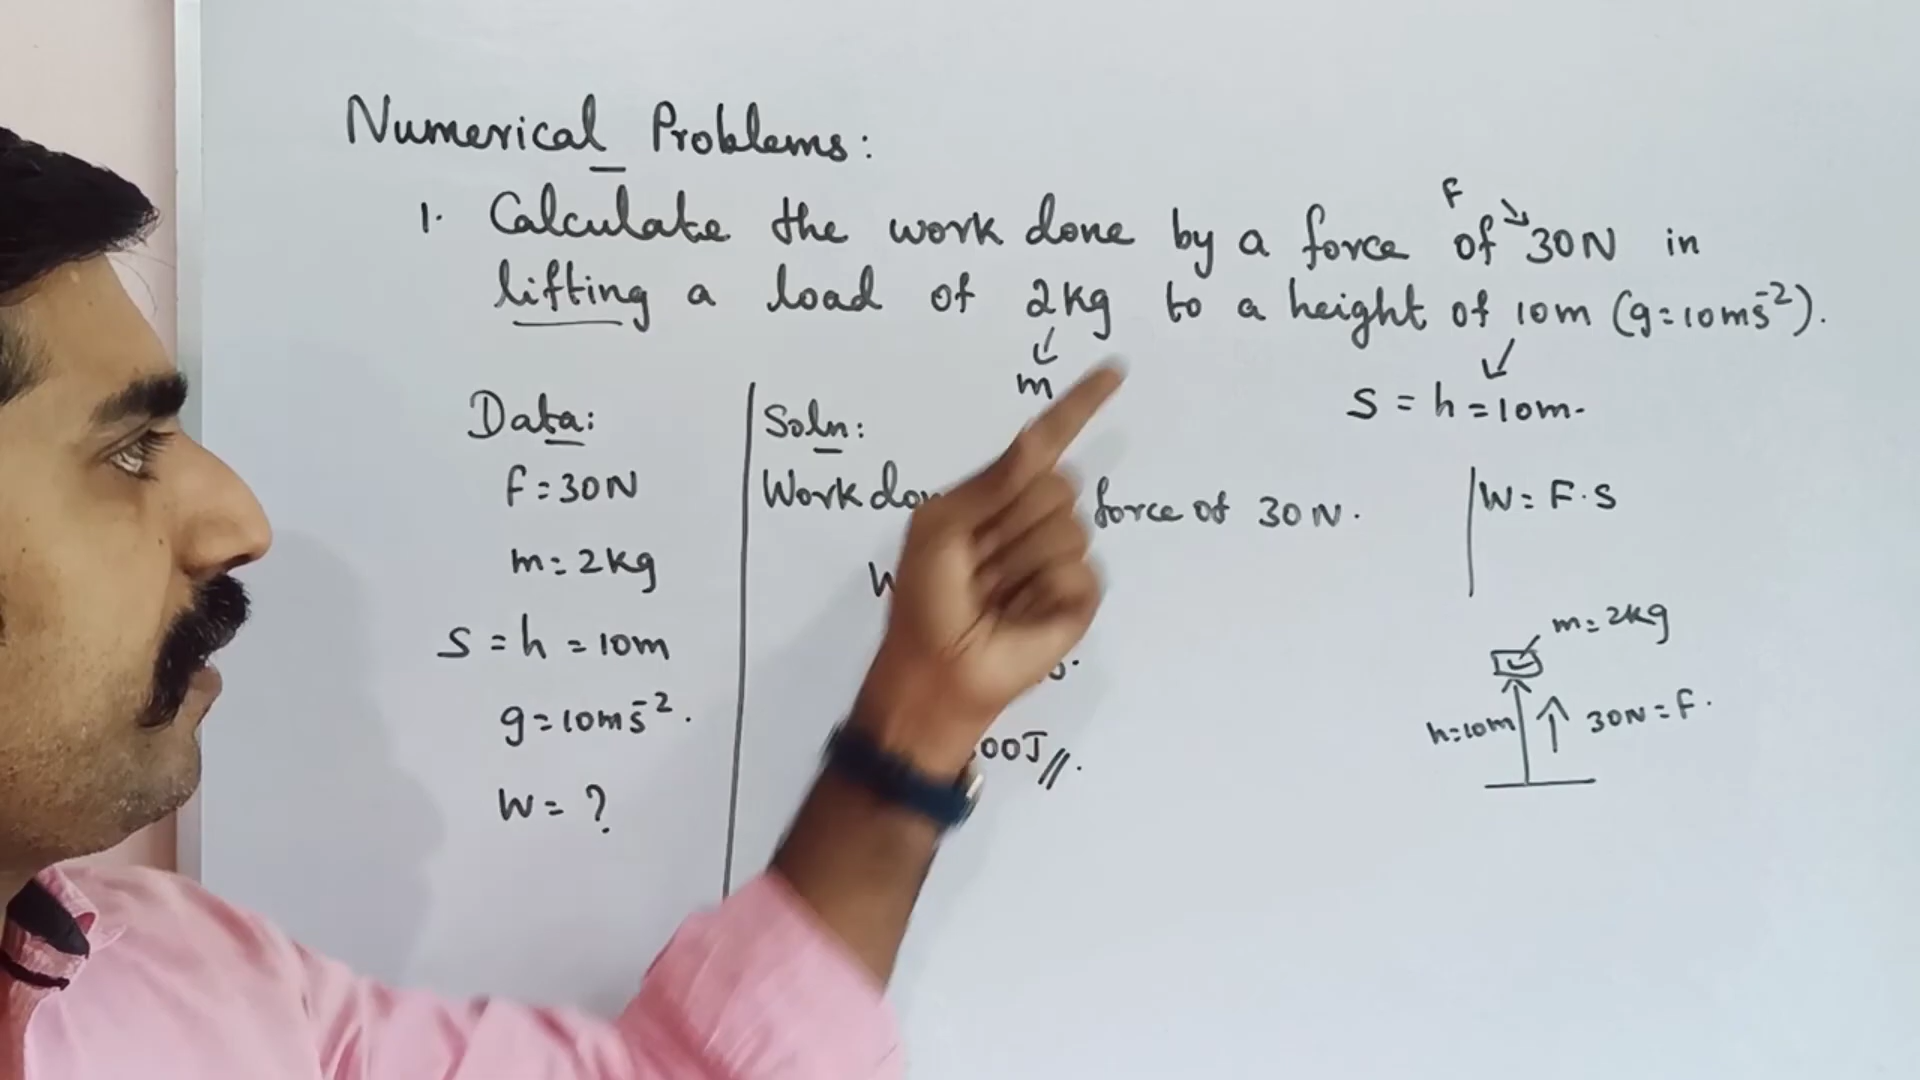 Numerical Problems:
F
1. Calculate the work done by a force of 30N in
lifting a load of 2kg to a height of 10m (g=10ms⁻²).
m
S = h = 10m.
Data:
F = 30N
m = 2kg
S = h = 10m
g = 10ms⁻².
W = ?
Soln:
Work force of 30N.
W
00J//.
W = F·S
m = 2kg
h=10m
30N = F.